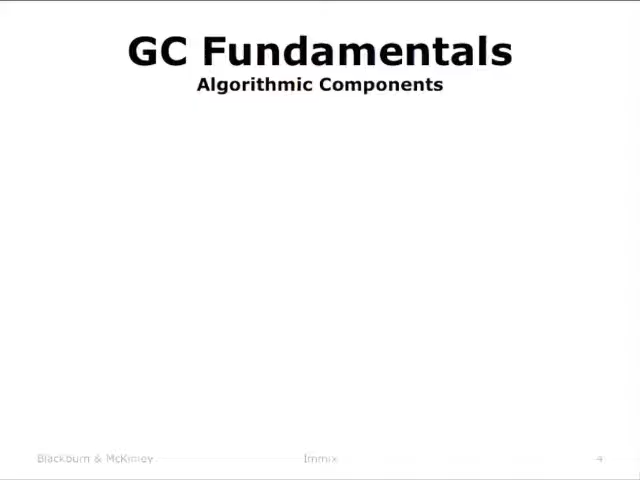 GC Fundamentals
Algorithmic Components
Blackburn & McKinley Immix 4